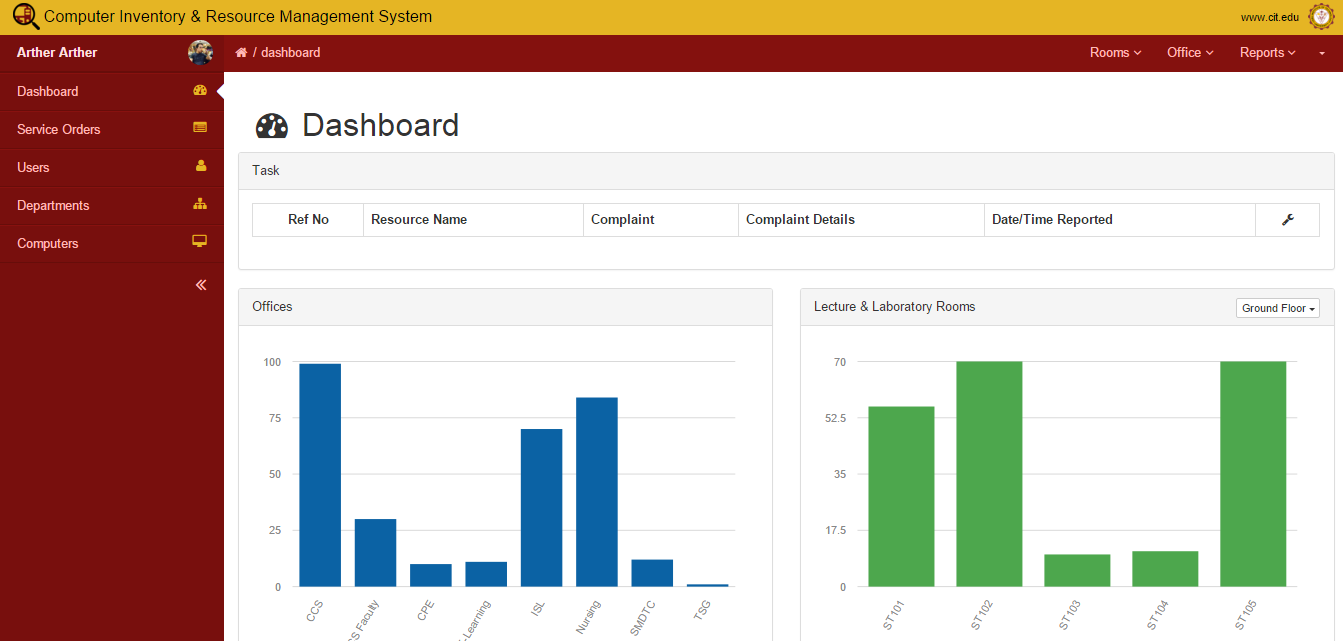 Computer Inventory & Resource Management System
www.cit.edu
Arther Arther
/ dashboard
Rooms
Office
Reports
Dashboard
Service Orders
Users
Departments
Computers
Dashboard
Task
Ref No
Resource Name
Complaint
Complaint Details
Date/Time Reported
Offices
100
75
50
25
0
CCS
S Faculty
CPE
-Learning
ISL
Nursing
SMDTC
TSG
Lecture & Laboratory Rooms
Ground Floor
70
52.5
35
17.5
0
ST101
ST102
ST103
ST104
ST105